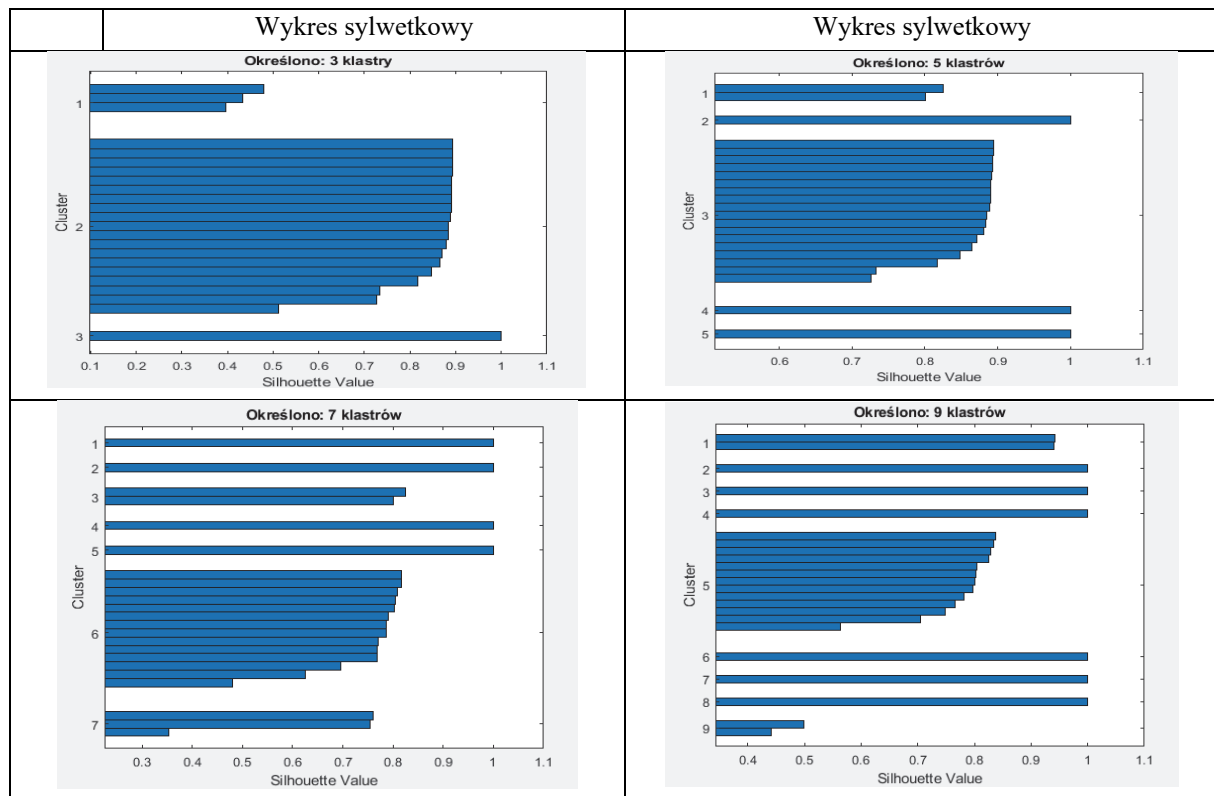 Wykres sylwetkowy
Wykres sylwetkowy
Określono: 3 klastry
1
2
3
Cluster
0.1 0.2 0.3 0.4 0.5 0.6 0.7 0.8 0.9 1 1.1
Silhouette Value
Określono: 5 klastrów
1
2
3
4
5
Cluster
0.6 0.7 0.8 0.9 1 1.1
Silhouette Value
Określono: 7 klastrów
1
2
3
4
5
6
7
Cluster
0.3 0.4 0.5 0.6 0.7 0.8 0.9 1 1.1
Silhouette Value
Określono: 9 klastrów
1
2
3
4
5
6
7
8
9
Cluster
0.4 0.5 0.6 0.7 0.8 0.9 1 1.1
Silhouette Value